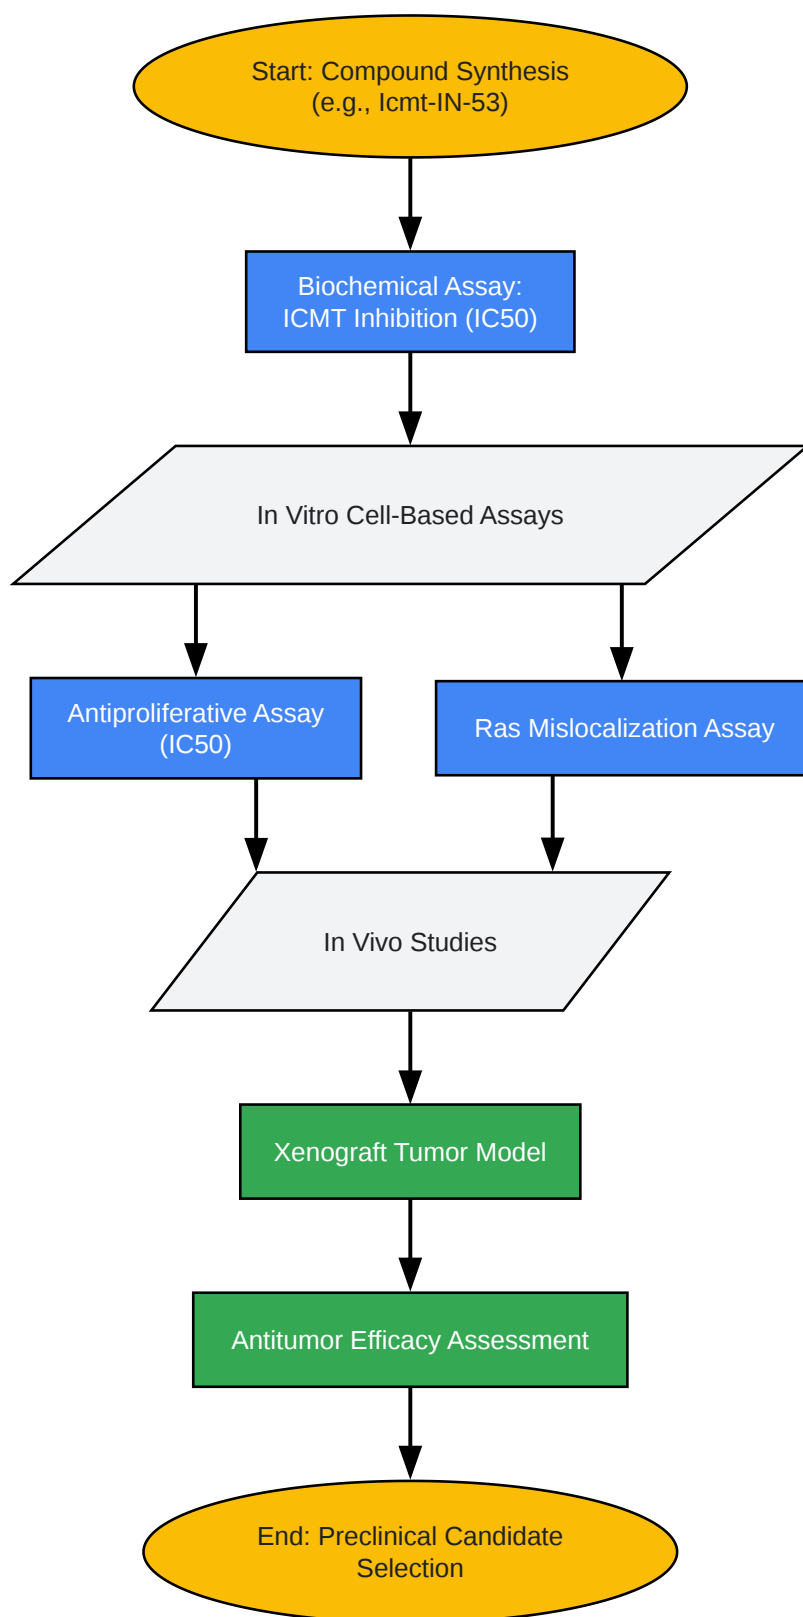 Start: Compound Synthesis
(e.g., Icmt-IN-53)
Biochemical Assay:
ICMT Inhibition (IC50)
In Vitro Cell-Based Assays
Antiproliferative Assay
(IC50)
Ras Mislocalization Assay
In Vivo Studies
Xenograft Tumor Model
Antitumor Efficacy Assessment
End: Preclinical Candidate
Selection